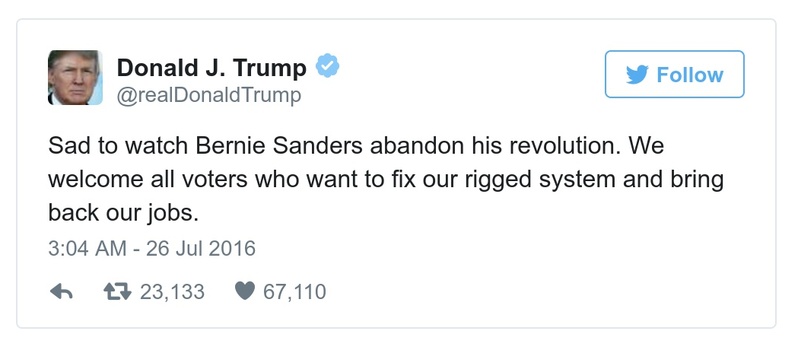 Donald J. Trump
@realDonaldTrump
Follow
Sad to watch Bernie Sanders abandon his revolution. We
welcome all voters who want to fix our rigged system and bring
back our jobs.
3:04 AM - 26 Jul 2016
23,133 67,110